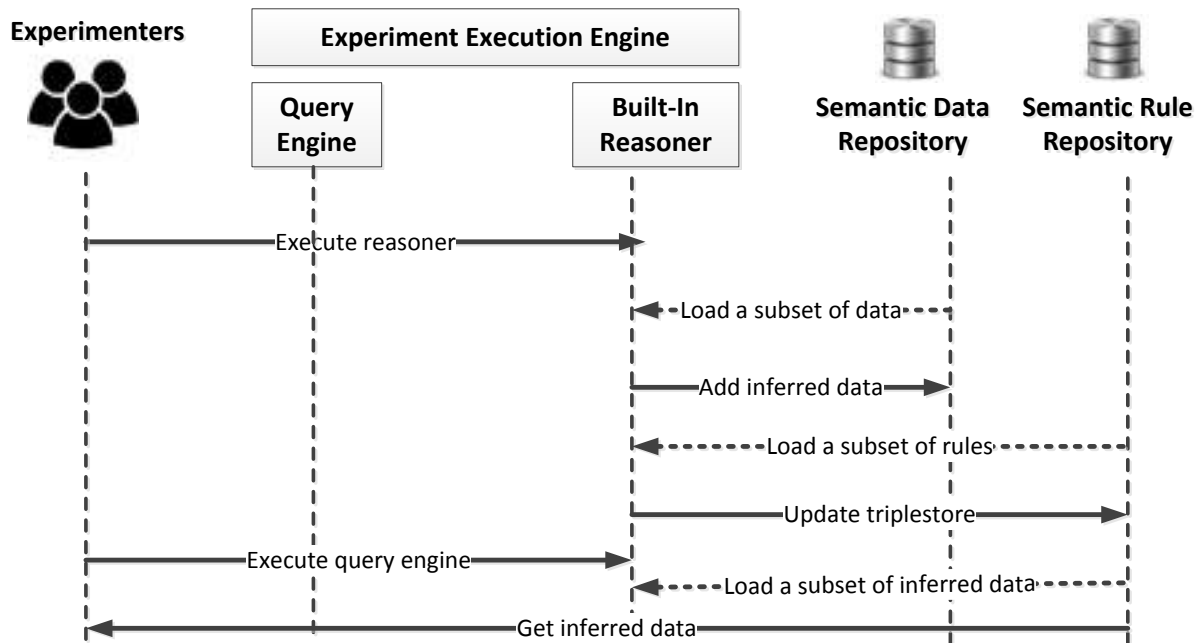 Experimenters
Experiment Execution Engine
Query
Engine
Built-In
Reasoner
Semantic Data
Repository
Semantic Rule
Repository
Execute reasoner
Load a subset of data
Add inferred data
Load a subset of rules
Update triplestore
Execute query engine
Load a subset of inferred data
Get inferred data